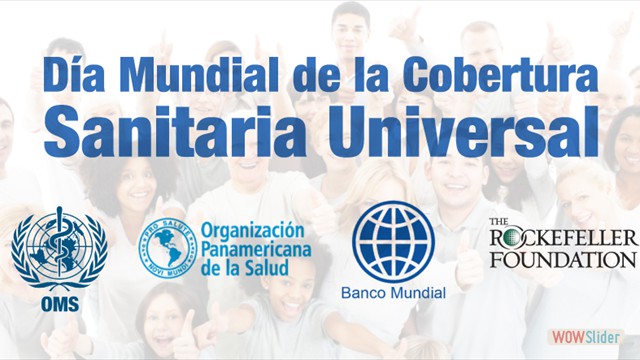 Día Mundial de la Cobertura
Sanitaria Universal
OMS
PRO SALUTE
NOVI MUNDI
Organización
Panamericana
de la Salud
Banco Mundial
THE
ROCKEFELLER
FOUNDATION
WOWSlider